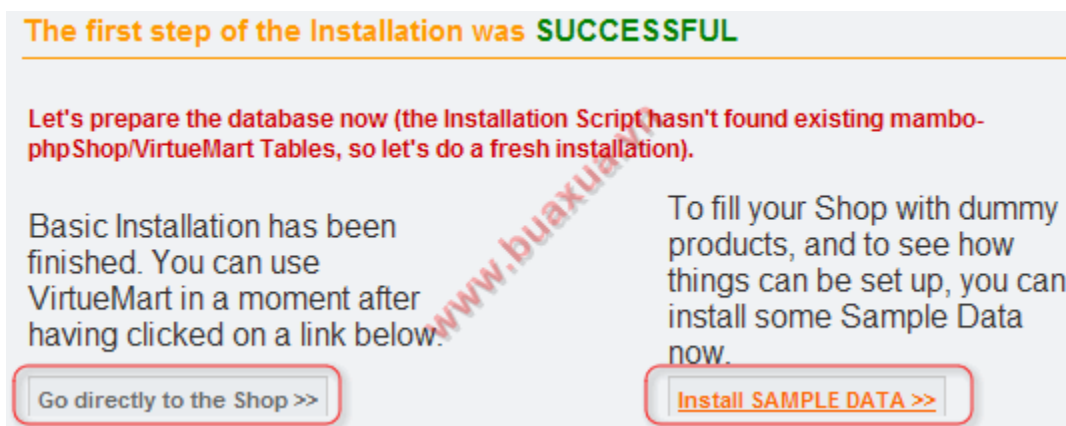 The first step of the Installation was SUCCESSFUL
Let's prepare the database now (the Installation Script hasn't found existing mambo-
phpShop/VirtueMart Tables, so let's do a fresh installation).
Basic Installation has been
finished. You can use
VirtueMart in a moment after
having clicked on a link below.
Go directly to the Shop >>
To fill your Shop with dummy
products, and to see how
things can be set up, you can
install some Sample Data
now.
Install SAMPLE DATA >>